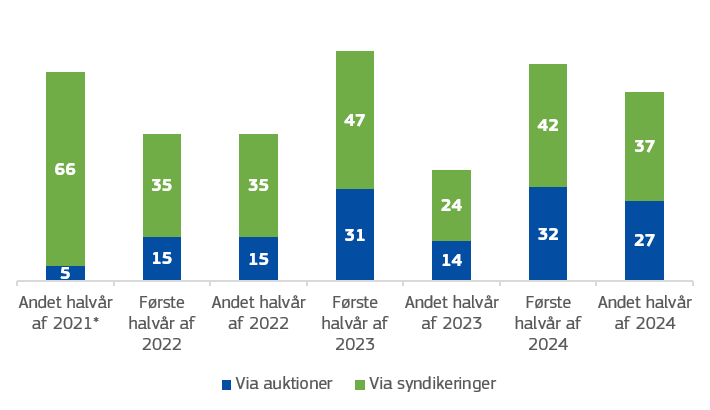 66
5
35
15
35
15
47
31
24
14
42
32
37
27
Andet halvår
af 2021*
Første
halvår af
2022
Andet halvår
af 2022
Første
halvår af
2023
Andet halvår
af 2023
Første
halvår af
2024
Andet halvår
af 2024
Via auktioner
Via syndikeringer